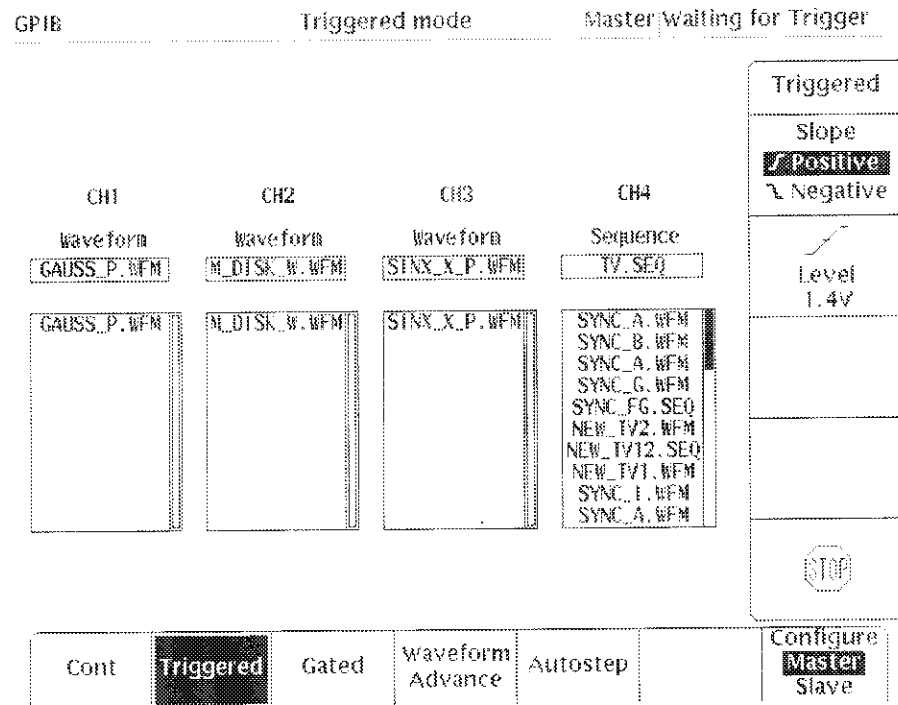 GPIB Triggered mode Master Waiting for Trigger
Triggered
Slope
Positive
Negative
Level
1.4V
STOP
CH1 CH2 CH3 CH4
Waveform Waveform Waveform Sequence
GAUSS_P.WFM M_DISK_W.WFM SINX_X_P.WFM TV.SEQ
GAUSS_P.WFM M_DISK_W.WFM SINX_X_P.WFM SYNC_A.WFM
SYNC_B.WFM
SYNC_A.WFM
SYNC_G.WFM
SYNC_FG.SEQ
NEW_TV2.WFM
NEW_TV12.SEQ
NEW_TV1.WFM
SYNC_I.WFM
SYNC_A.WFM
Cont Triggered Gated Waveform Advance Autostep Configure
Master
Slave